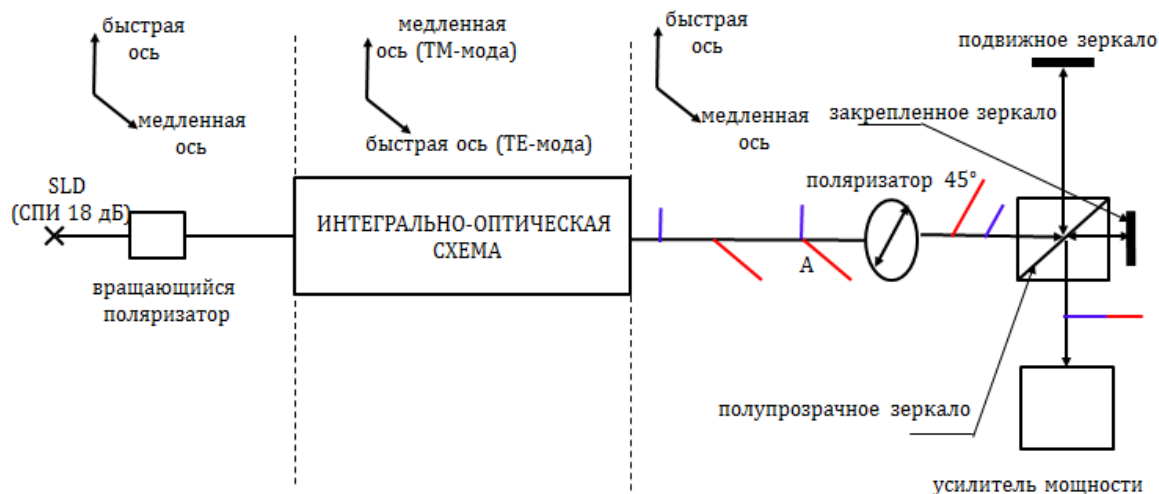 быстрая
ось
медленная
ось
медленная
ось (ТМ-мода)
быстрая ось (ТЕ-мода)
быстрая
ось
медленная
ось
подвижное зеркало
закрепленное зеркало
SLD
(СПИ 18 дБ)
вращающийся
поляризатор
ИНТЕГРАЛЬНО-ОПТИЧЕСКАЯ
СХЕМА
А
поляризатор 45°
полупрозрачное зеркало
усилитель мощности